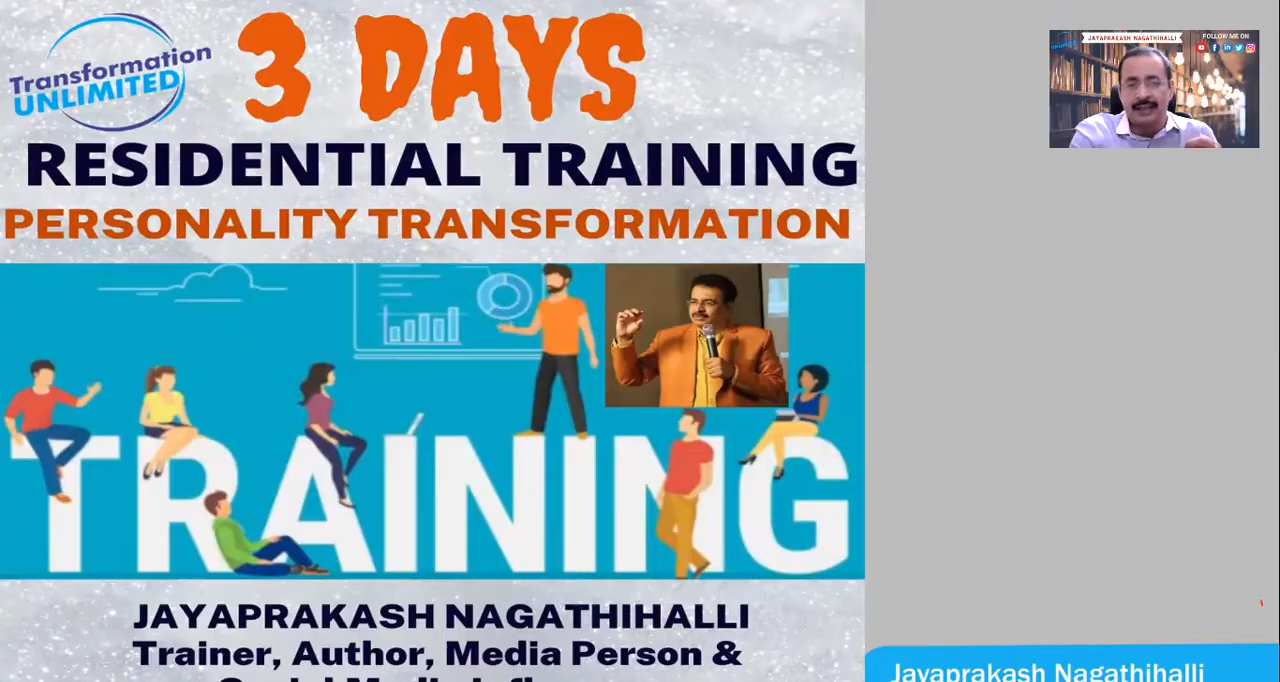 Transformation
UNLIMITED
3 DAYS
RESIDENTIAL TRAINING
PERSONALITY TRANSFORMATION
TRAINING
JAYAPRAKASH NAGATHIHALLI
Trainer, Author, Media Person &
JAYAPRAKASH NAGATHIHALLI
FOLLOW ME ON
Jayaprakash Nagathihalli